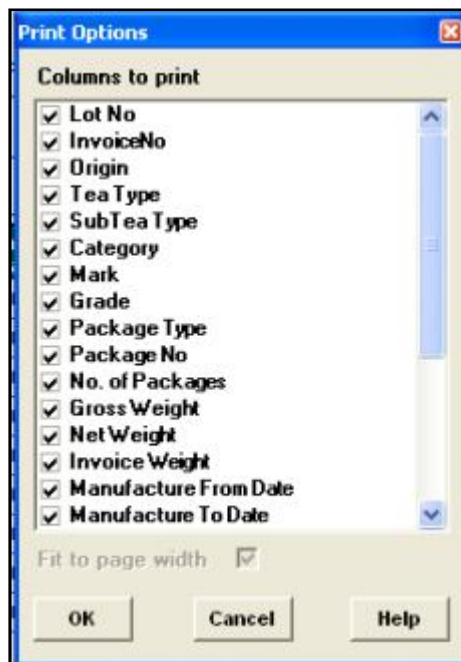 Print Options
Columns to print
Lot No
InvoiceNo
Origin
Tea Type
SubTea Type
Category
Mark
Grade
Package Type
Package No
No. of Packages
Gross Weight
Net Weight
Invoice Weight
Manufacture From Date
Manufacture To Date
Fit to page width
OK Cancel Help